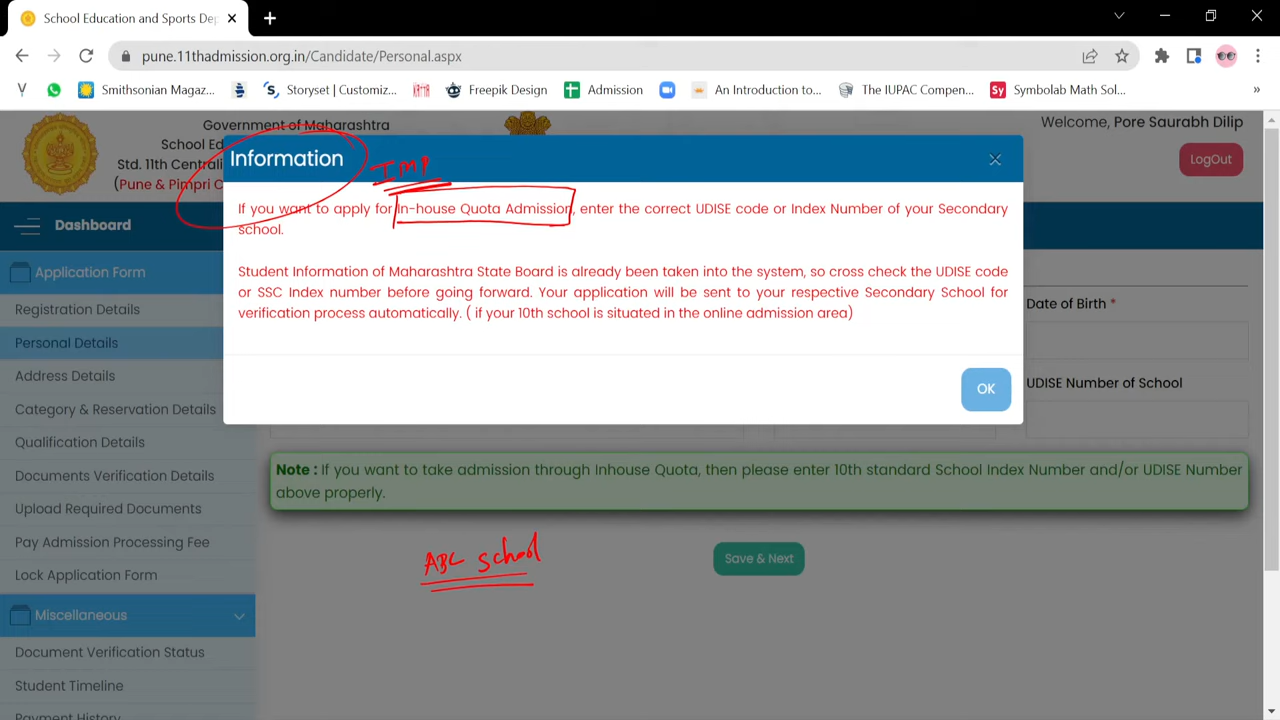 School Education and Sports Dep
pune.11thadmission.org.in/Candidate/Personal.aspx
Smithsonian Magaz...
Storyset | Customiz...
Freepik Design
Admission
An Introduction to...
The IUPAC Compen...
Sy Symbolab Math Sol...
»
Government of Maharashtra
School Ed
Std. 11th Centrali
(Pune & Pimpri C
Welcome, Pore Saurabh Dilip
LogOut
Information
IMP
If you want to apply for In-house Quota Admission, enter the correct UDISE code or Index Number of your Secondary
school.
Student Information of Maharashtra State Board is already been taken into the system, so cross check the UDISE code
or SSC Index number before going forward. Your application will be sent to your respective Secondary School for
verification process automatically. ( if your 10th school is situated in the online admission area)
OK
Dashboard
Application Form
Registration Details
Personal Details
Address Details
Category & Reservation Details
Qualification Details
Documents Verification Details
Upload Required Documents
Pay Admission Processing Fee
Lock Application Form
Miscellaneous
Document Verification Status
Student Timeline
Payment History
Date of Birth *
UDISE Number of School
Note : If you want to take admission through Inhouse Quota, then please enter 10th standard School Index Number and/or UDISE Number
above properly.
ABC school
Save & Next